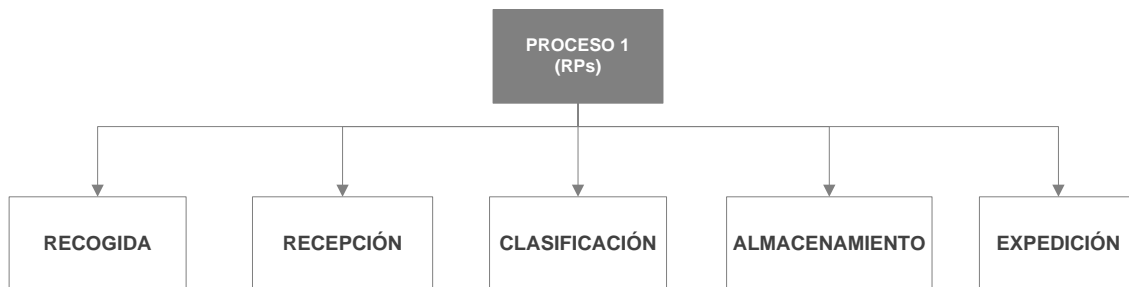 PROCESO 1
(RPs)
RECOGIDA
RECEPCIÓN
CLASIFICACIÓN
ALMACENAMIENTO
EXPEDICIÓN